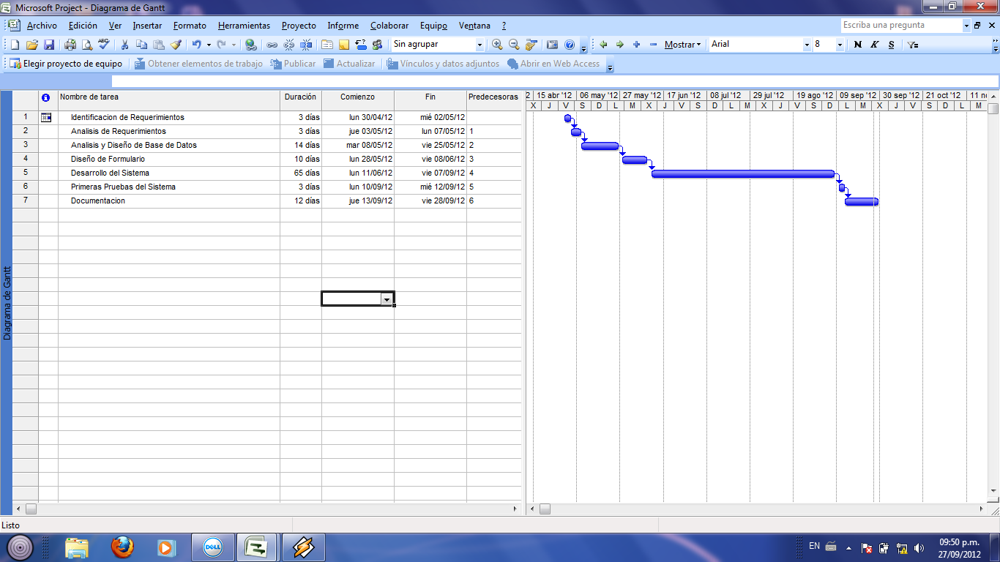 Microsoft Project - Diagrama de Gantt
Archivo Edición Ver Insertar Formato Herramientas Proyecto Informe Colaborar Equipo Ventana ? Escriba una pregunta
Sin agrupar Mostrar Arial 8 N K S
Elegir proyecto de equipo Obtener elementos de trabajo Publicar Actualizar Vínculos y datos adjuntos Abrir en Web Access
Nombre de tarea Duración Comienzo Fin Predecesoras 2 15 abr '12 06 may '12 27 may '12 17 jun '12 08 jul '12 29 jul '12 19 ago '12 09 sep '12 30 sep '12 21 oct '12 11 no
X J V S D L M X J V S D L M X J V S D L M X J V S D L M
1 Identificacion de Requerimientos 3 días lun 30/04/12 mié 02/05/12
2 Analisis de Requerimientos 3 días jue 03/05/12 lun 07/05/12 1
3 Analisis y Diseño de Base de Datos 14 días mar 08/05/12 vie 25/05/12 2
4 Diseño de Formulario 10 días lun 28/05/12 vie 08/06/12 3
5 Desarrollo del Sistema 65 días lun 11/06/12 vie 07/09/12 4
6 Primeras Pruebas del Sistema 3 días lun 10/09/12 mié 12/09/12 5
7 Documentacion 12 días jue 13/09/12 vie 28/09/12 6
Diagrama de Gantt
Listo
DELL
EN 09:50 p.m.
27/09/2012